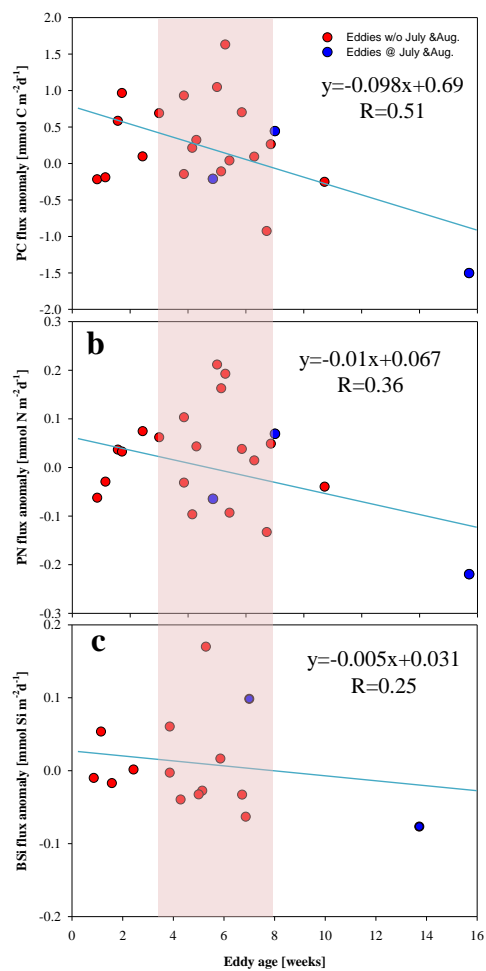 2.0
Eddies w/o July &Aug.
Eddies @ July &Aug.
1.5
y=-0.098x+0.69
R=0.51
1.0
0.5
0.0
-0.5
-1.0
-1.5
2.0
PC flux anomaly [mmol C m-2d-1]
0.3
b
y=-0.01x+0.067
R=0.36
0.2
0.1
0.0
-0.1
-0.2
-0.3
PN flux anomaly [mmol N m-2d-1]
0.2
c
y=-0.005x+0.031
R=0.25
0.1
0.0
-0.1
-0.2
BSi flux anomaly [mmol Si m-2d-1]
0 2 4 6 8 10 12 14 16
Eddy age [weeks]